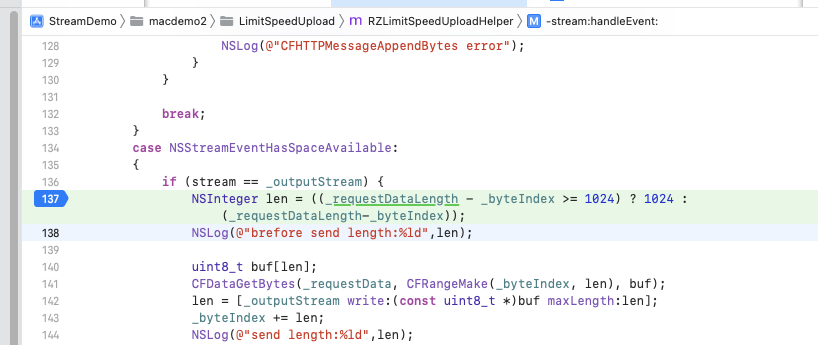 StreamDemo macdemo2 LimitSpeedUpload RZLimitSpeedUploadHelper -stream:handleEvent:
128 NSLog(@"CFHTTPMessageAppendBytes error");
129 }
130 }
131
132 break;
133 }
134 case NSStreamEventHasSpaceAvailable:
135 {
136 if (stream == _outputStream) {
137 NSInteger len = ((_requestDataLength - _byteIndex >= 1024) ? 1024 :
(_requestDataLength-_byteIndex));
138 NSLog(@"brefore send length:%ld",len);
139
140 uint8_t buf[len];
141 CFDataGetBytes(_requestData, CFRangeMake(_byteIndex, len), buf);
142 len = [_outputStream write:(const uint8_t *)buf maxLength:len];
143 _byteIndex += len;
144 NSLog(@"send length:%ld",len);